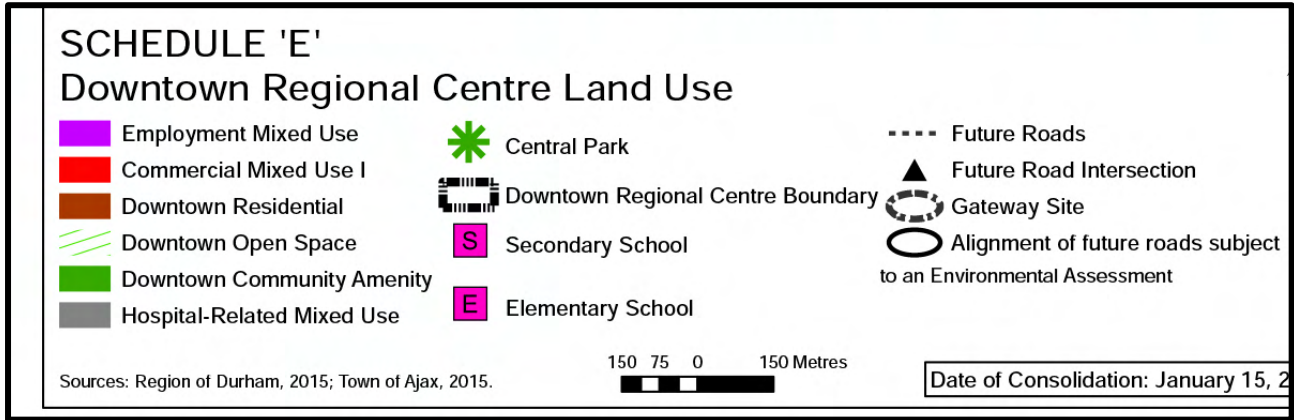 SCHEDULE 'E'
Downtown Regional Centre Land Use
Employment Mixed Use
Commercial Mixed Use I
Downtown Residential
Downtown Open Space
Downtown Community Amenity
Hospital-Related Mixed Use
Central Park
Downtown Regional Centre Boundary
S Secondary School
E Elementary School
Future Roads
Future Road Intersection
Gateway Site
Alignment of future roads subject
to an Environmental Assessment
150 75 0 150 Metres
Sources: Region of Durham, 2015; Town of Ajax, 2015.
Date of Consolidation: January 15, 2